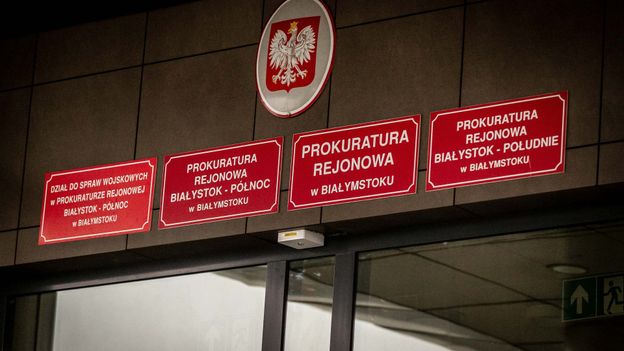 DZIAŁ DO SPRAW WOJSKOWYCH
W PROKURATURZE REJONOWEJ
BIAŁYSTOK - PÓŁNOC
W BIAŁYMSTOKU
PROKURATURA
REJONOWA
BIAŁYSTOK - PÓŁNOC
W BIAŁYMSTOKU
PROKURATURA
REJONOWA
W BIAŁYMSTOKU
PROKURATURA
REJONOWA
BIAŁYSTOK - POŁUDNIE
W BIAŁYMSTOKU